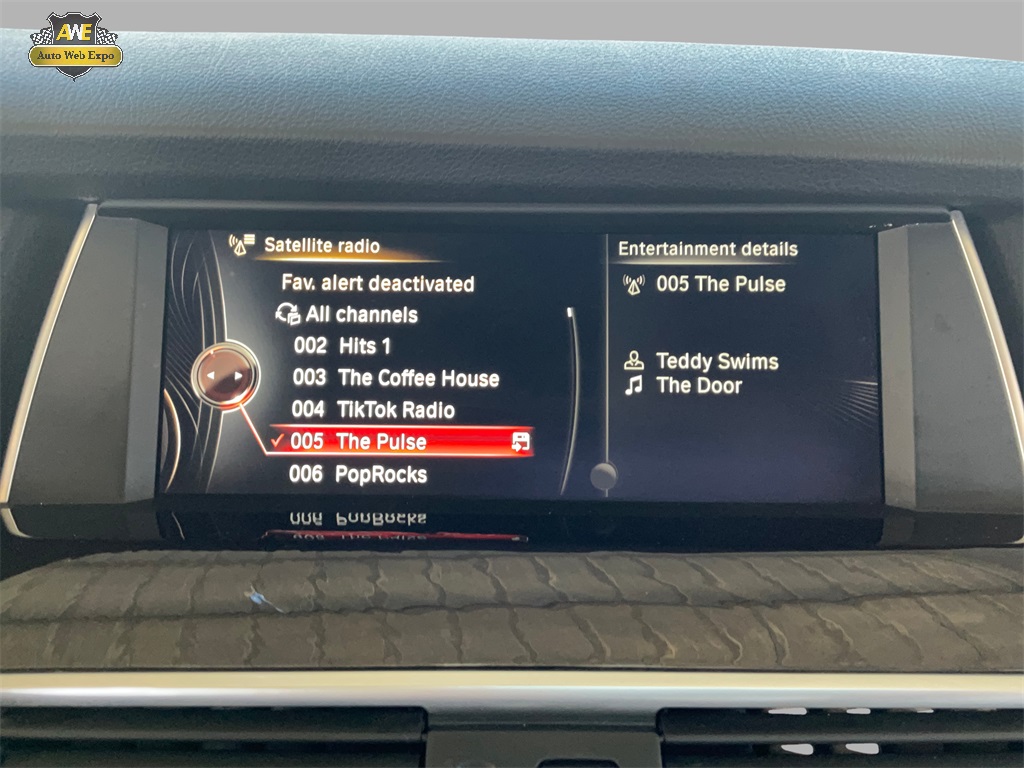 AWE
Auto Web Expo
Satellite radio
Fav. alert deactivated
All channels
002 Hits 1
003 The Coffee House
004 TikTok Radio
005 The Pulse
006 PopRocks
Entertainment details
005 The Pulse
Teddy Swims
The Door